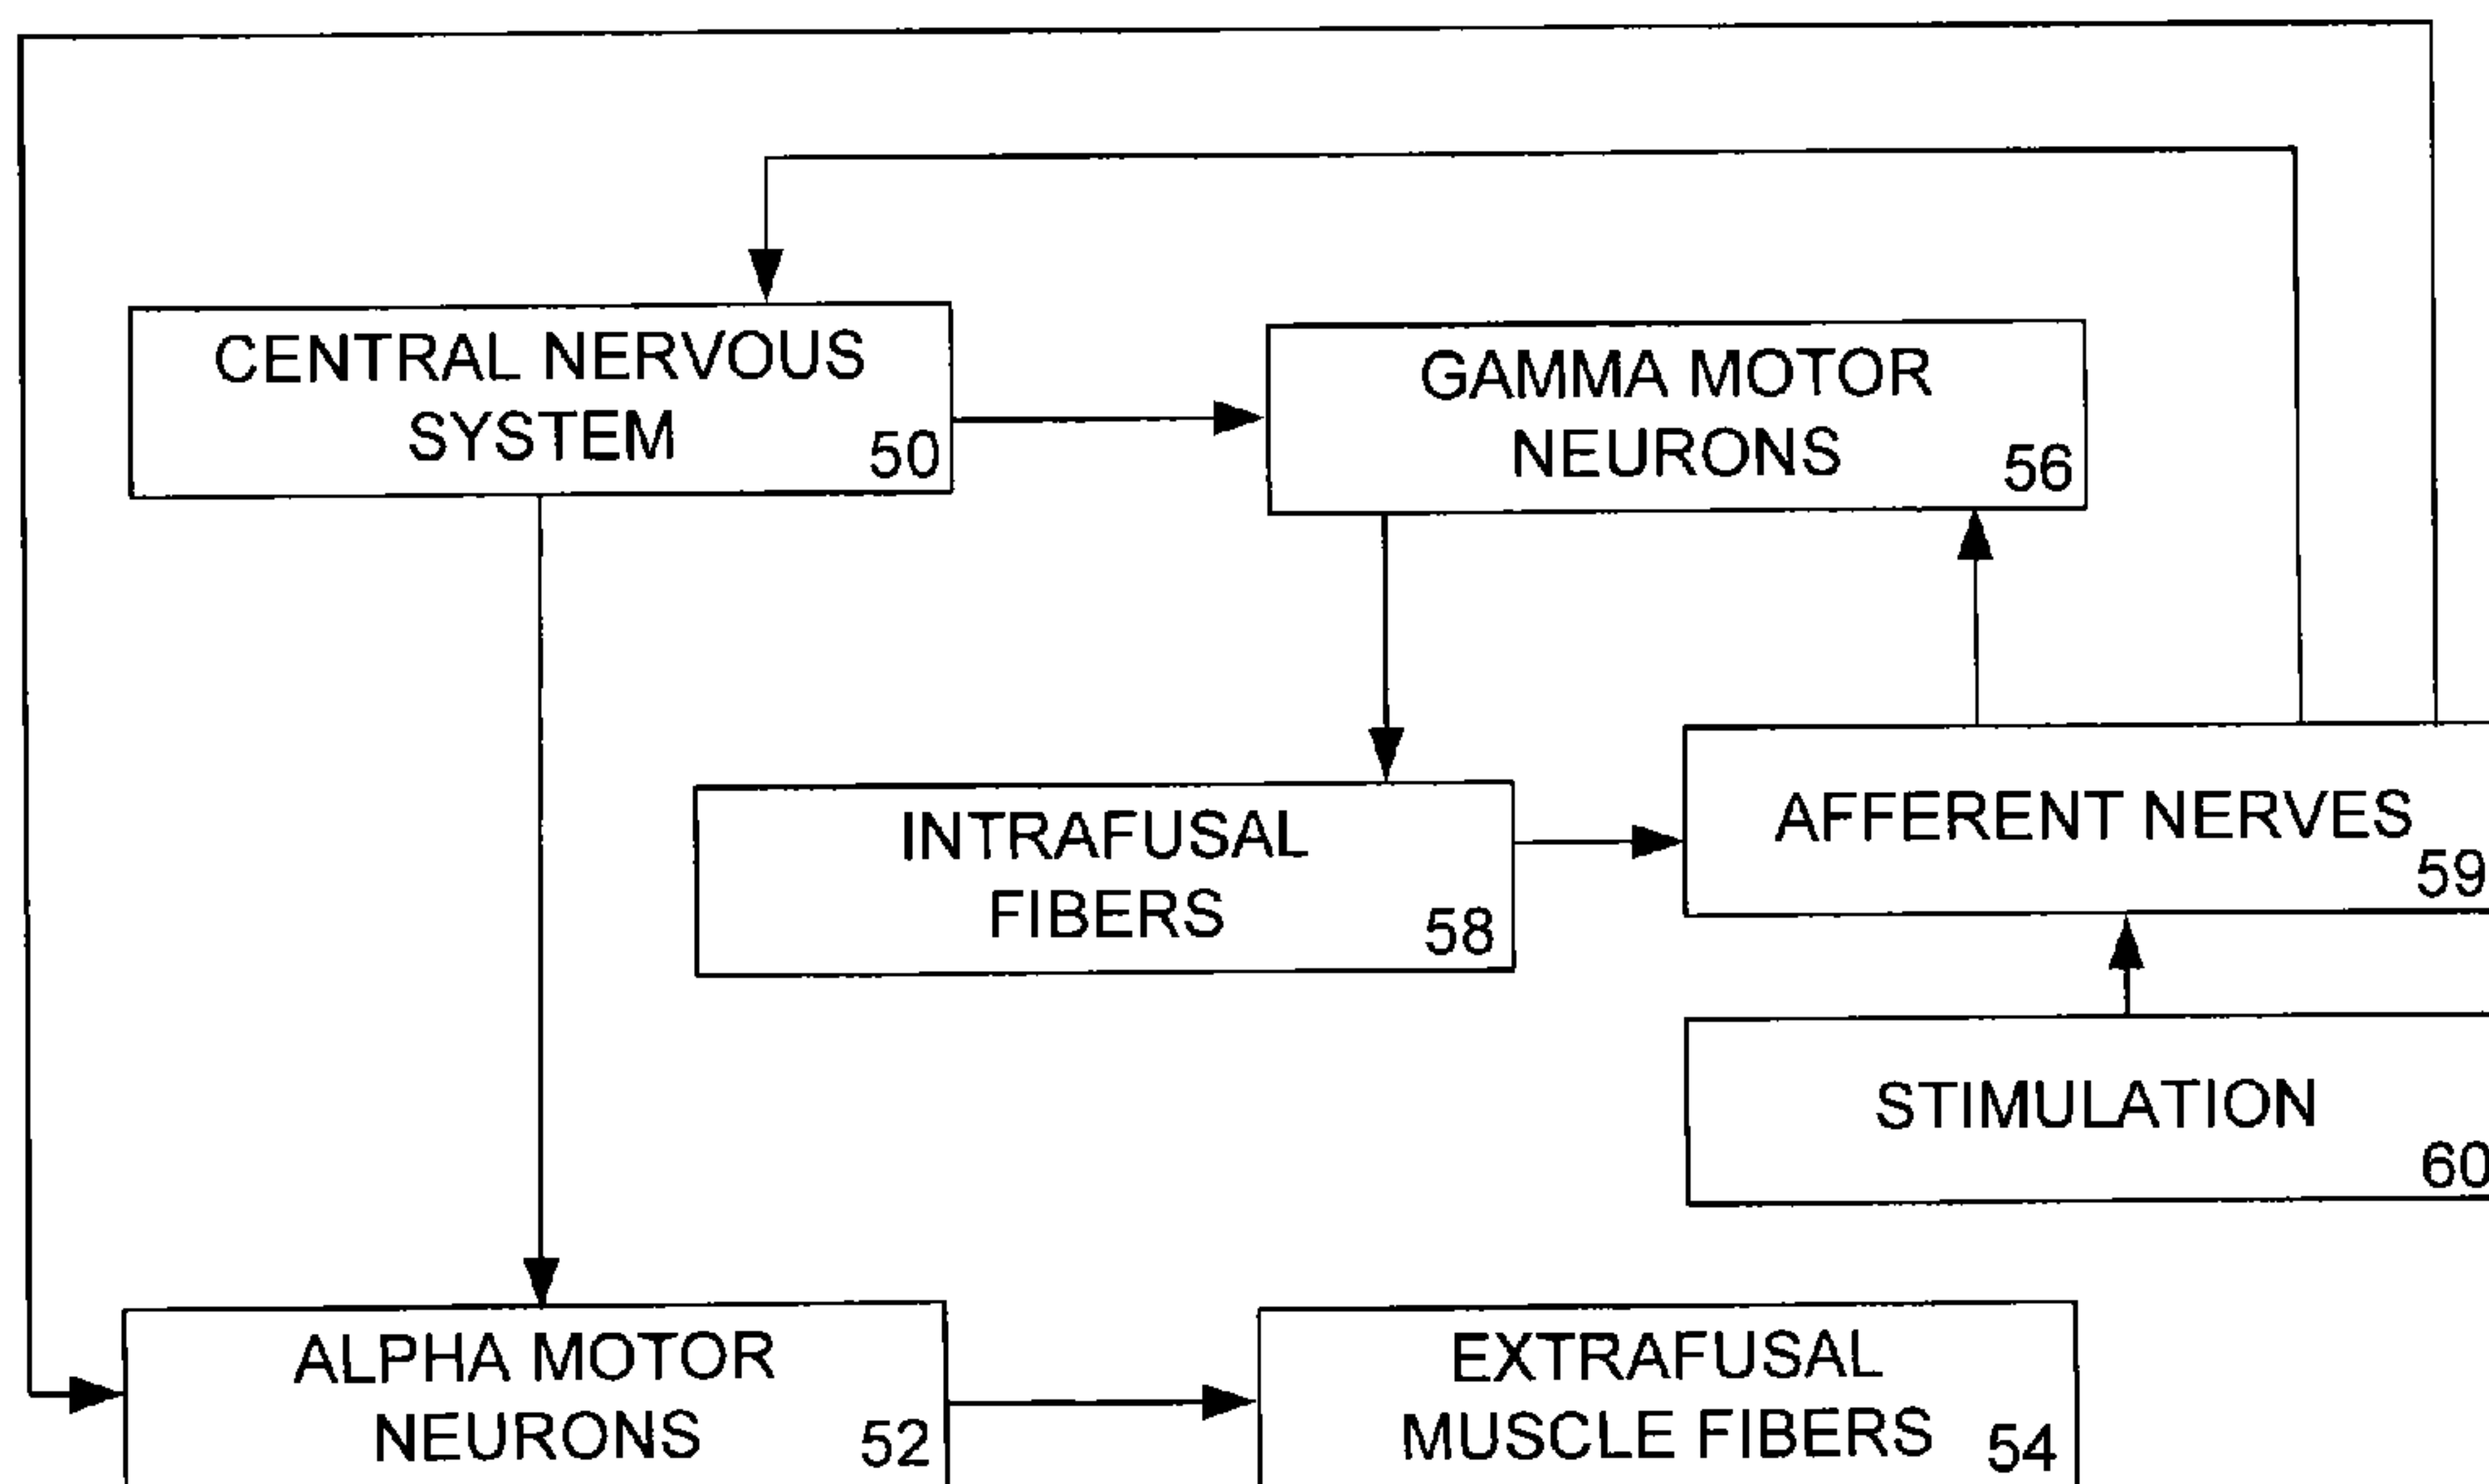 CENTRAL NERVOUS
SYSTEM
50
GAMMA MOTOR
NEURONS
56
INTRAFUSAL
FIBERS
58
AFFERENT NERVES
59
STIMULATION
60
ALPHA MOTOR
NEURONS
52
EXTRAFUSAL
MUSCLE FIBERS
54